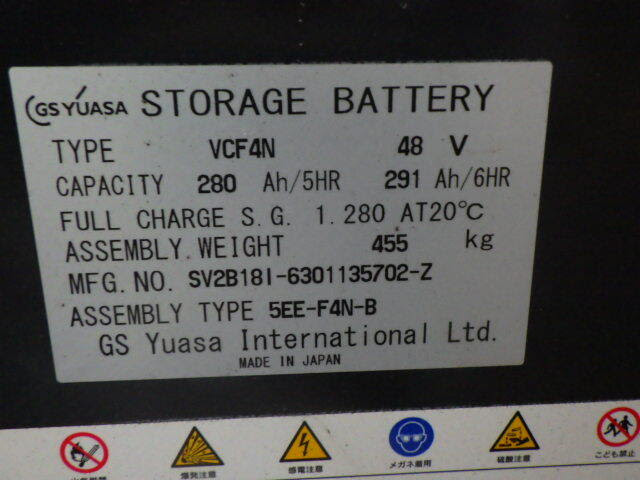 GS YUASA STORAGE BATTERY
TYPE VCF4N 48 V
CAPACITY 280 Ah/5HR 291 Ah/6HR
FULL CHARGE S.G. 1.280 AT20℃
ASSEMBLY.WEIGHT 455 kg
MFG.NO. SV2B18I-6301135702-Z
ASSEMBLY TYPE 5EE-F4N-B
GS Yuasa International Ltd.
MADE IN JAPAN
爆発注意 感電注意 メガネ着用 硫酸注意 こども禁止